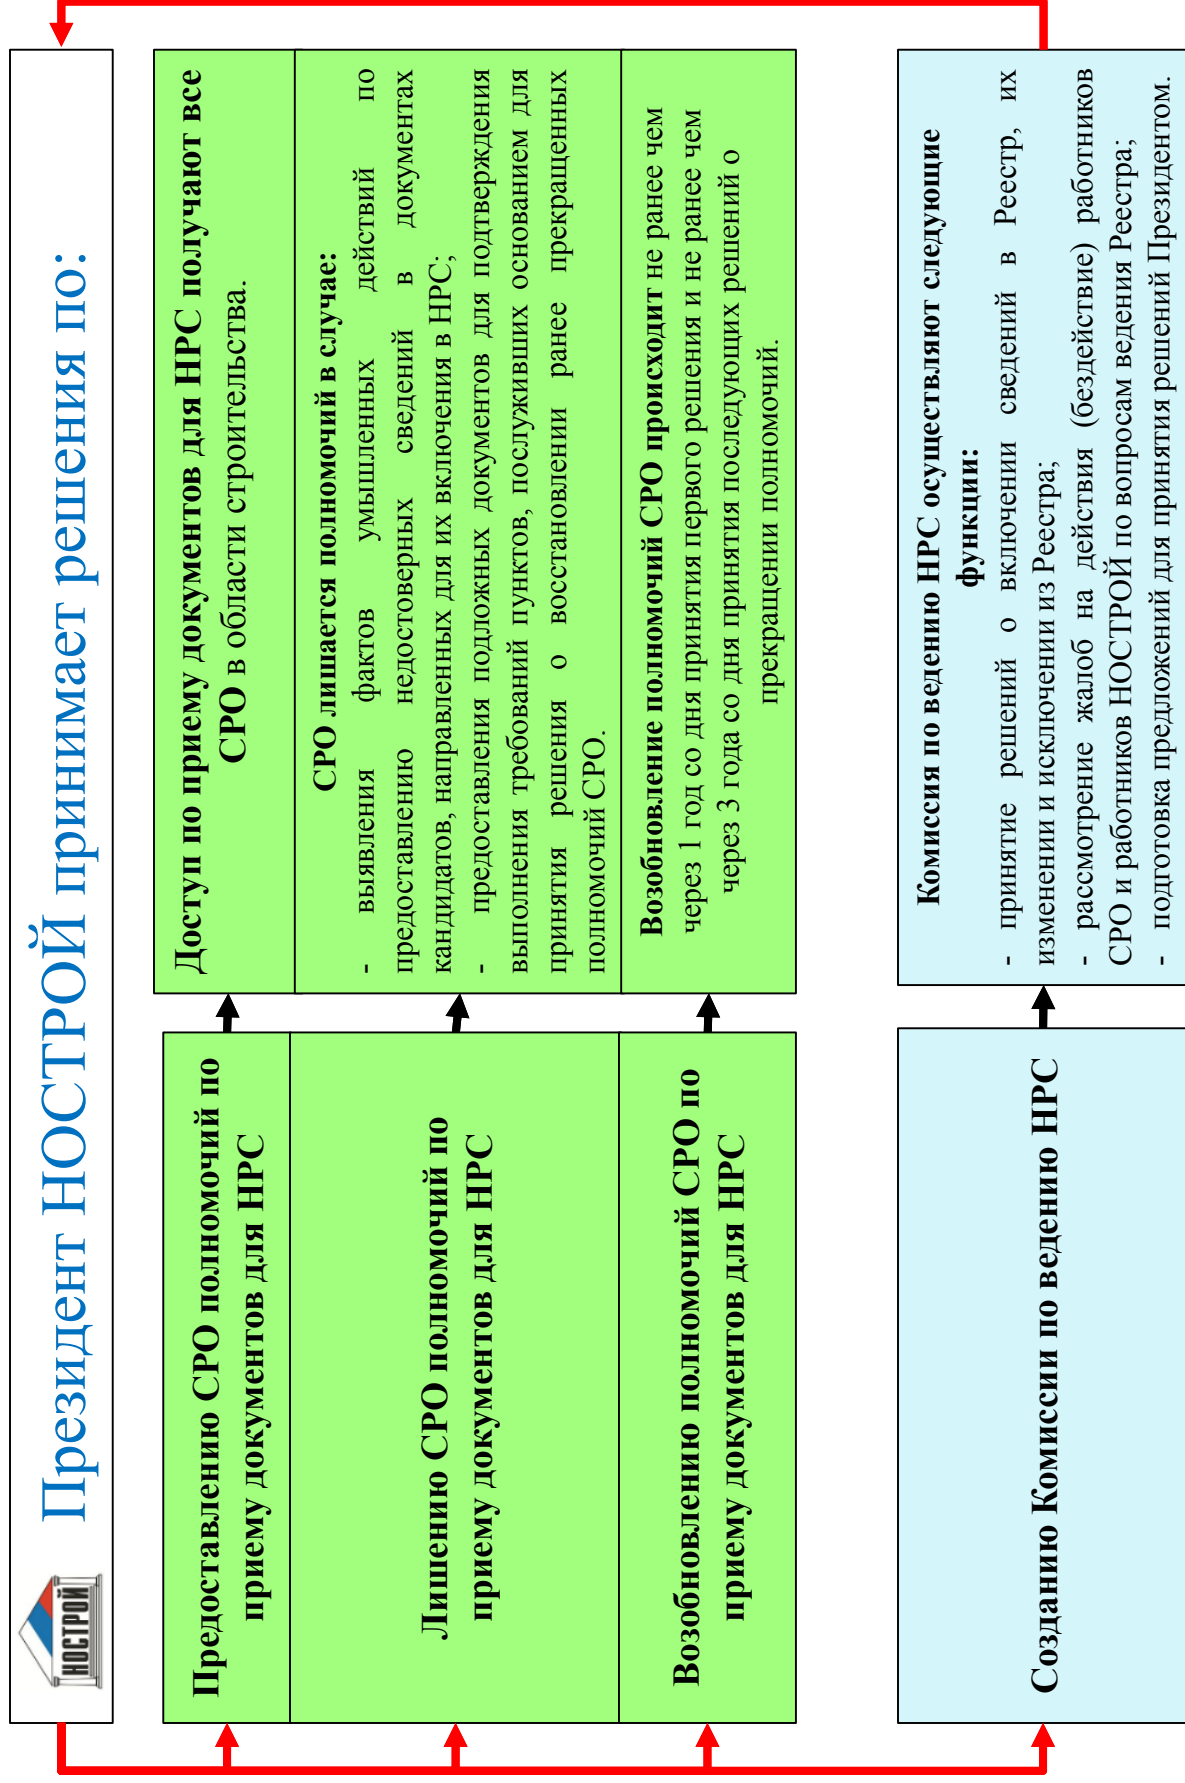 НОСТРОЙ
Президент НОСТРОЙ принимает решения по:
Предоставлению СРО полномочий по
приему документов для НРС
Доступ по приему документов для НРС получают все
СРО в области строительства.
Лишению СРО полномочий по
приему документов для НРС
СРО лишается полномочий в случае:
- выявления фактов умышленных действий по
предоставлению недостоверных сведений в документах
кандидатов, направленных для их включения в НРС;
- предоставления подложных документов для подтверждения
выполнения требований пунктов, послуживших основанием для
принятия решения о восстановлении ранее прекращенных
полномочий СРО.
Возобновлению полномочий СРО по
приему документов для НРС
Возобновление полномочий СРО происходит не ранее чем
через 1 год со дня принятия первого решения и не ранее чем
через 3 года со дня принятия последующих решений о
прекращении полномочий.
Созданию Комиссии по ведению НРС
Комиссия по ведению НРС осуществляют следующие
функции:
- принятие решений о включении сведений в Реестр, их
изменении и исключении из Реестра;
- рассмотрение жалоб на действия (бездействие) работников
СРО и работников НОСТРОЙ по вопросам ведения Реестра;
- подготовка предложений для принятия решений Президентом.